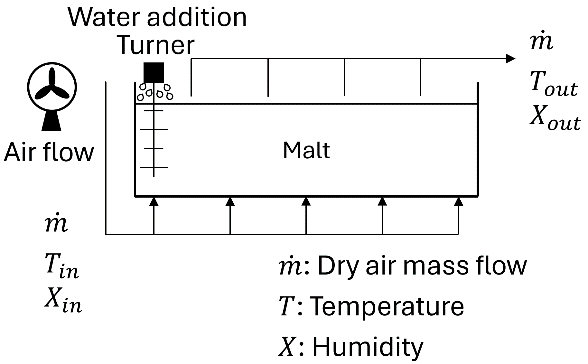 Water addition
Turner
Air flow
Malt
ṁ
T_out
X_out
ṁ
T_in
X_in
ṁ: Dry air mass flow
T: Temperature
X: Humidity